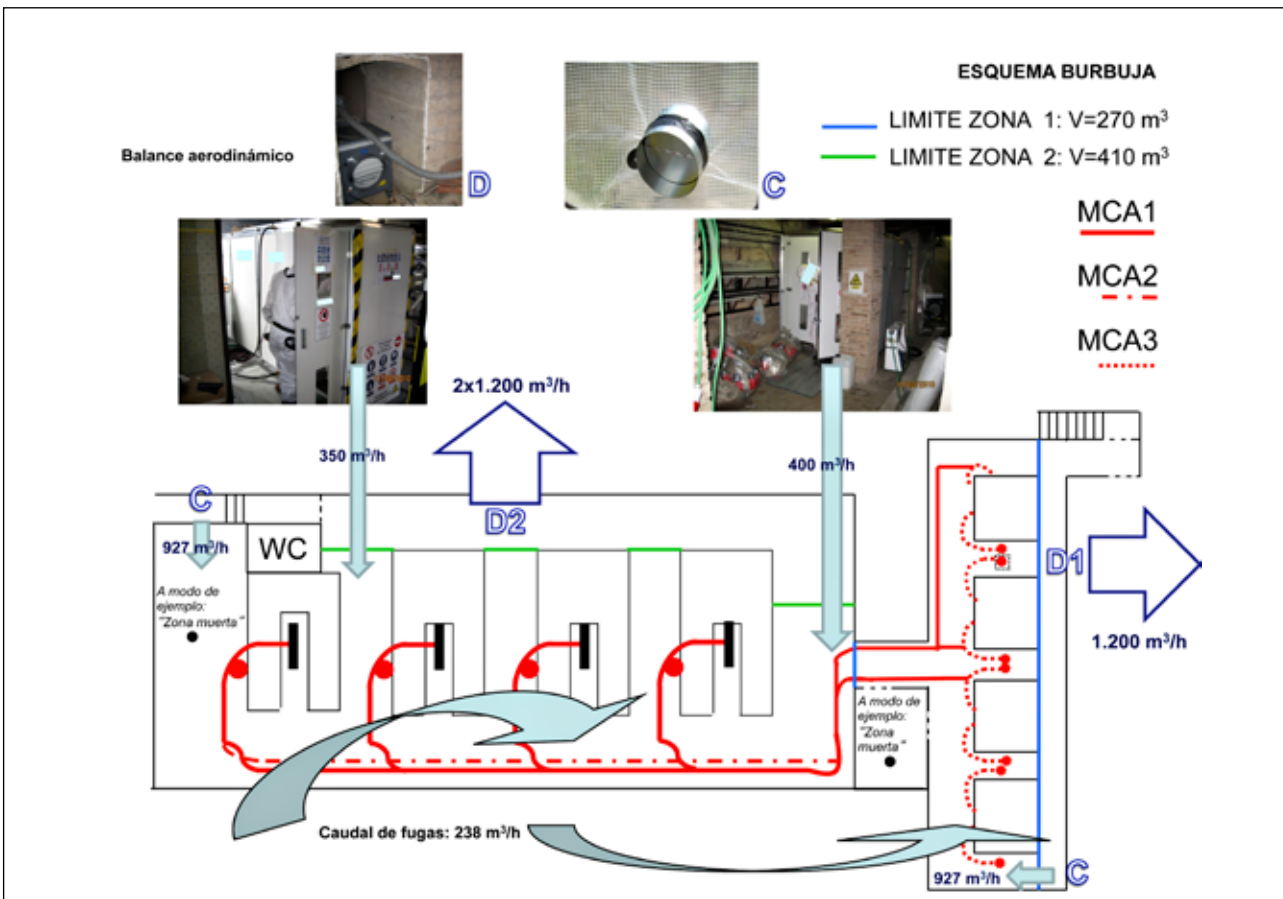 ESQUEMA BURBUJA
LIMITE ZONA 1: V=270 m³
LIMITE ZONA 2: V=410 m³
Balance aerodinámico
D
C
MCA1
MCA2
MCA3
2x1.200 m³/h
350 m³/h
400 m³/h
C
D2
927 m³/h
WC
D1
A modo de
ejemplo:
"Zona muerta"
1.200 m³/h
A modo de
ejemplo:
"Zona
muerta"
Caudal de fugas: 238 m³/h
927 m³/h
C